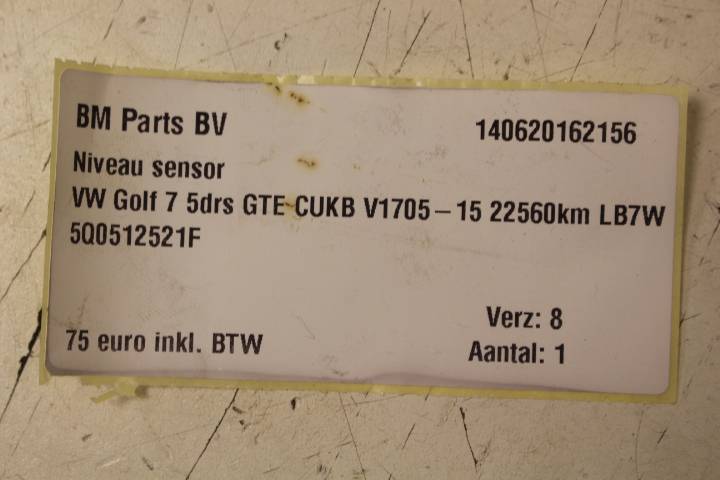 BM Parts BV 140620162156
Niveau sensor
VW Golf 7 5drs GTE CUKB V1705-15 22560km LB7W
5Q0512521F
Verz: 8
75 euro inkl. BTW
Aantal: 1